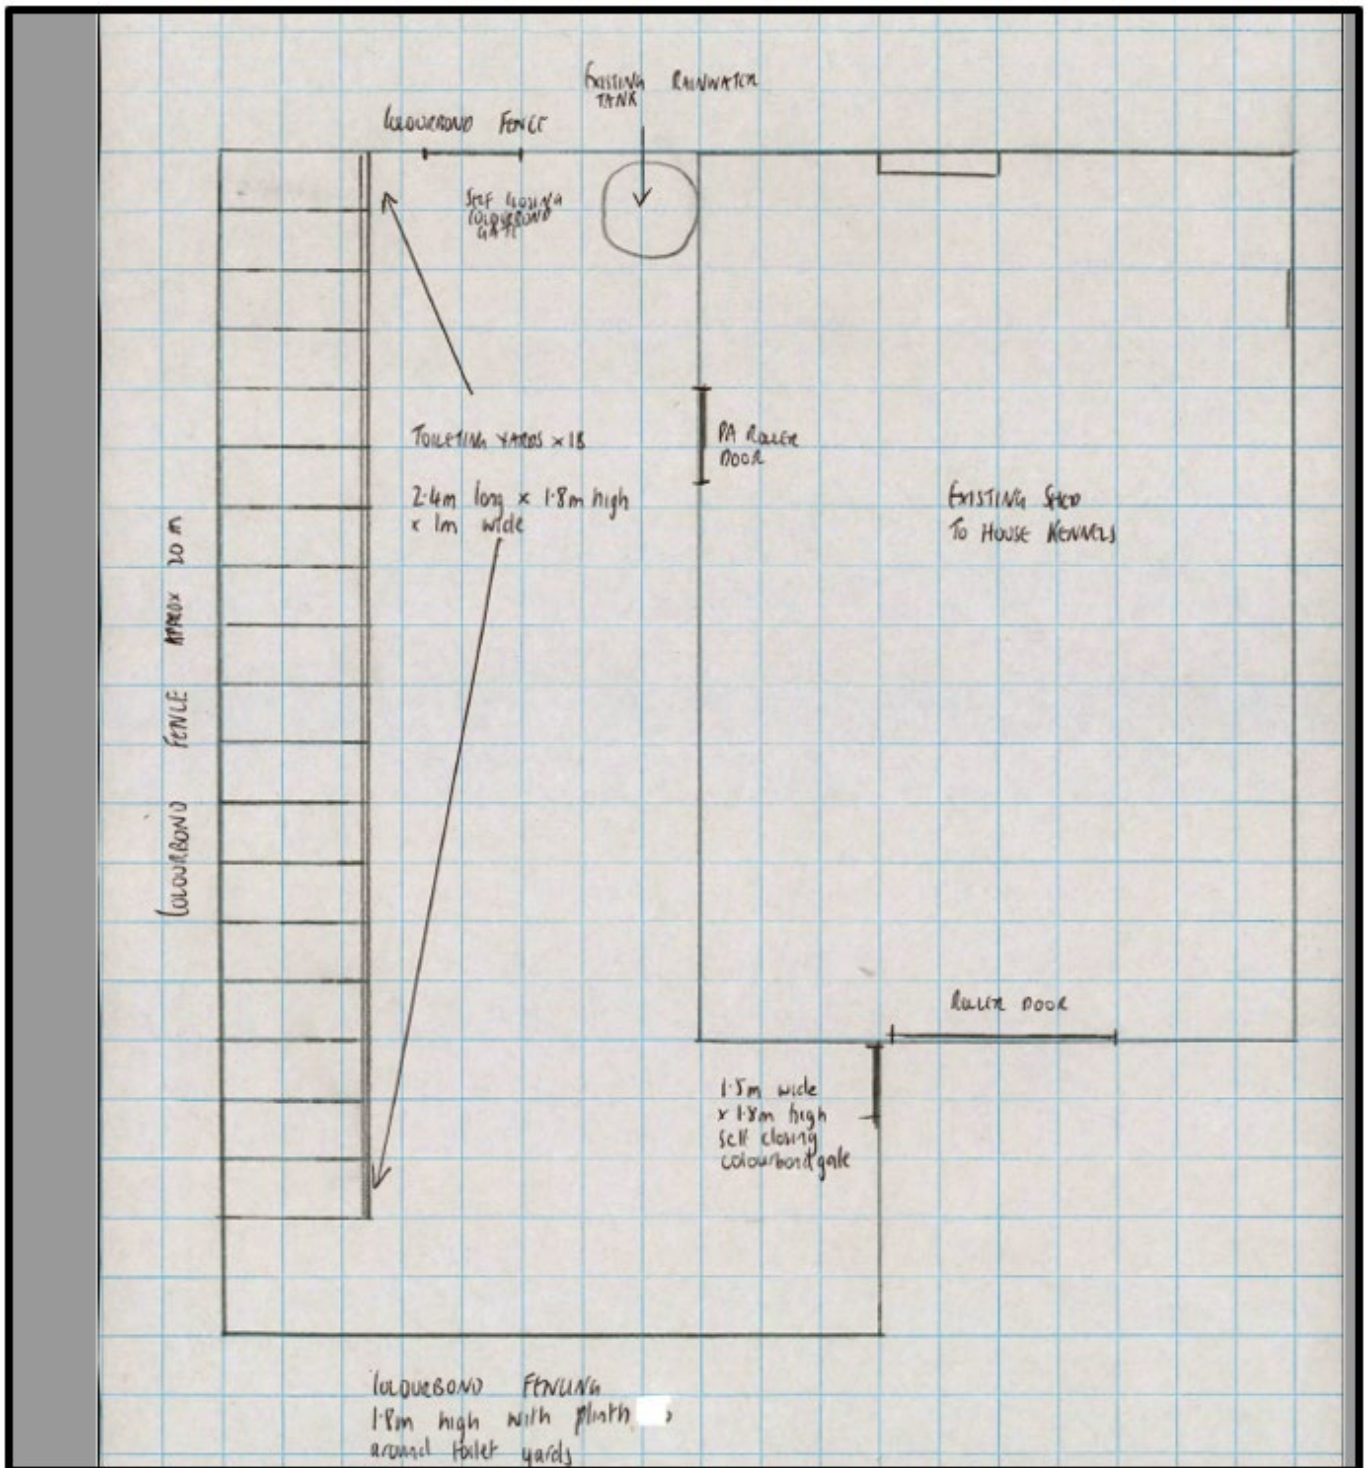 EXISTING RAINWATER
TANK
COLOURBOND FENCE
SELF CLOSING
COLOURBOND
GATE
TOILETING YARDS x 18
2.4m long x 1.8m high
x 1m wide
PA ROLLER
DOOR
EXISTING SHED
TO HOUSE KENNELS
COLOURBOND FENCE APPROX 20 m
ROLLER DOOR
1.5m wide
x 1.8m high
self closing
colourbond gate
COLOURBOND FENCING
1.8m high with plinth
around toilet yards